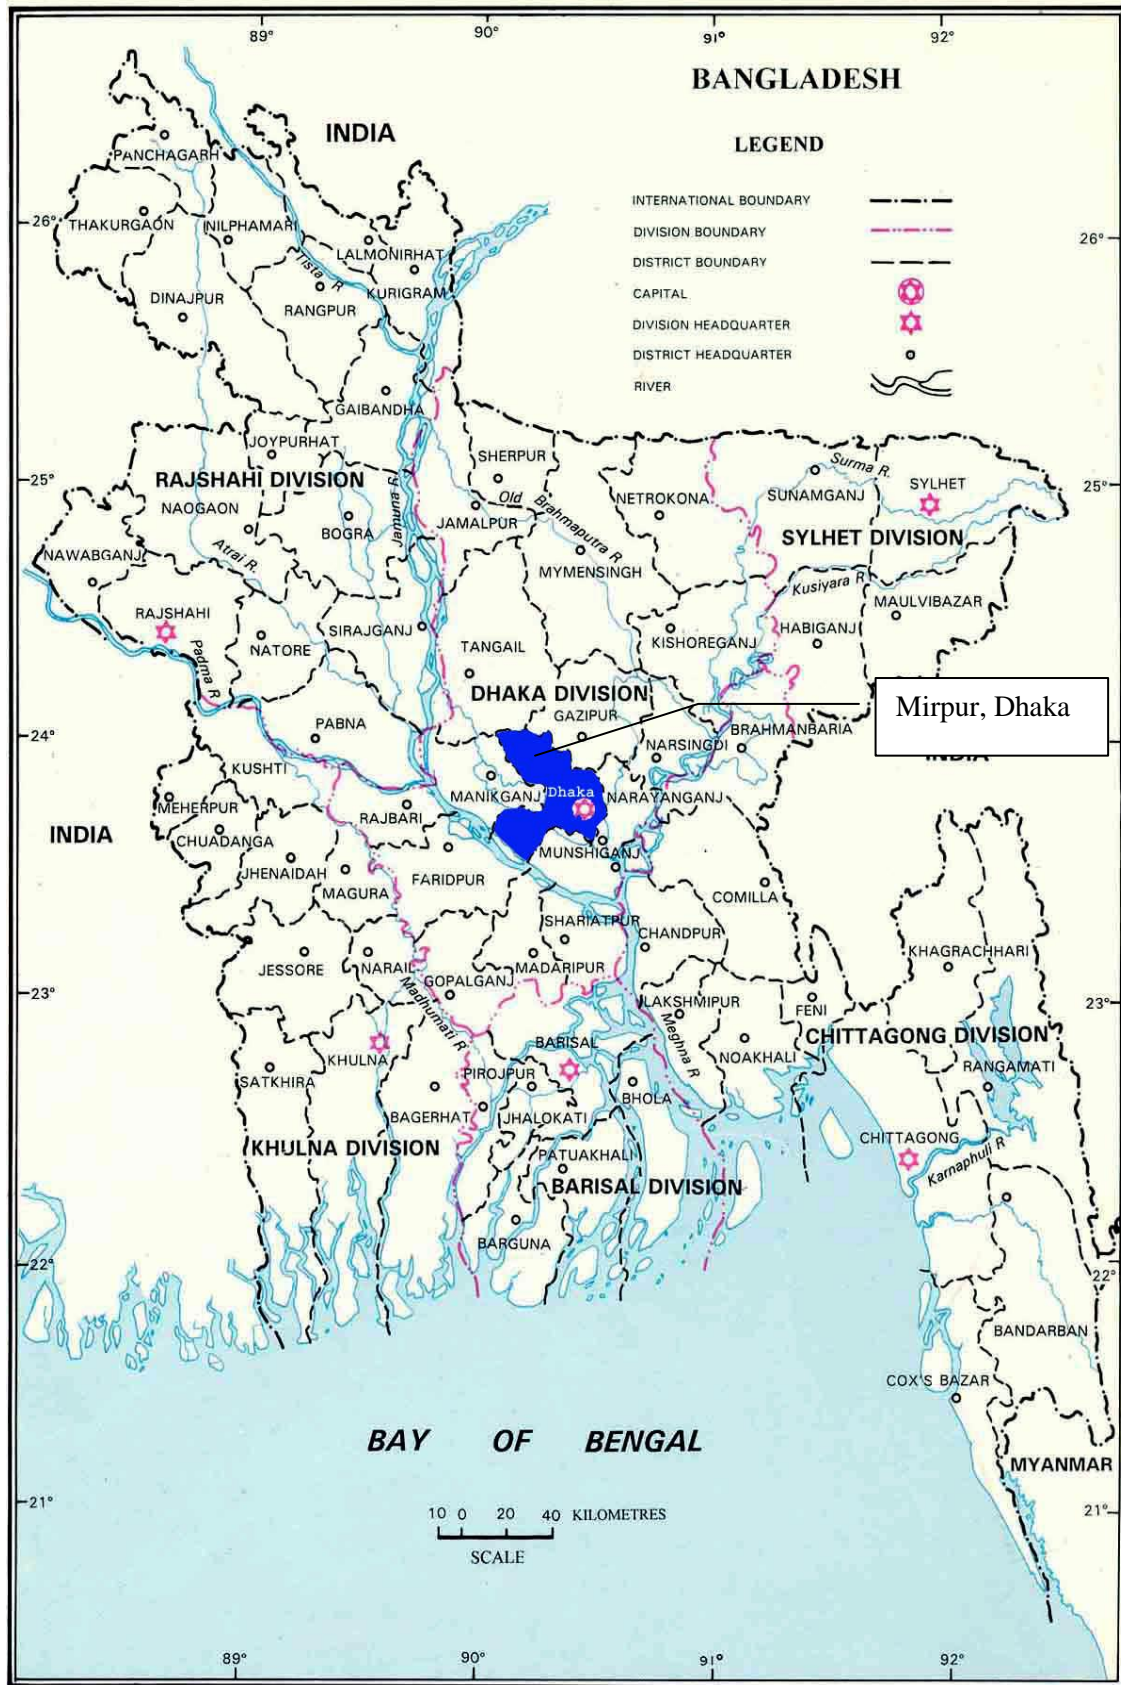 89°
90°
91°
92°
BANGLADESH
INDIA
LEGEND
PANCHAGARH
INTERNATIONAL BOUNDARY
26°
THAKURGAON
NILPHAMARI
DIVISION BOUNDARY
26°
LALMONIRHAT
Tista R
DISTRICT BOUNDARY
DINAJPUR
RANGPUR
KURIGRAM
CAPITAL
DIVISION HEADQUARTER
DISTRICT HEADQUARTER
RIVER
GAIBANDHA
JOYPURHAT
SHERPUR
Surma R.
25°
RAJSHAHI DIVISION
NETROKONA
SUNAMGANJ
SYLHET
25°
NAOGAON
Jamuna R
Old Brahmaputra R
BOGRA
JAMALPUR
SYLHET DIVISION
NAWABGANJ
Atrai R.
MYMENSINGH
Kusiyara R
MAULVIBAZAR
RAJSHAHI
SIRAJGANJ
HABIGANJ
NATORE
TANGAIL
KISHOREGANJ
Padma R
DHAKA DIVISION
Mirpur, Dhaka
PABNA
GAZIPUR
BRAHMANBARIA
24°
NARSINGDI
INDIA
KUSHTI
MANIKGANJ
Dhaka
NARAYANGANJ
MEHERPUR
RAJBARI
INDIA
CHUADANGA
MUNSHIGANJ
JHENAIDAH
MAGURA
FARIDPUR
COMILLA
SHARIATPUR
CHANDPUR
KHAGRACHHARI
JESSORE
NARAIL
GOPALGANJ
MADARIPUR
23°
Madhumati R
LAKSHMIPUR
FENI
23°
Meghna R
CHITTAGONG DIVISION
KHULNA
BARISAL
NOAKHALI
RANGAMATI
SATKHIRA
PIROJPUR
BHOLA
BAGERHAT
JHALOKATI
CHITTAGONG
KHULNA DIVISION
PATUAKHALI
Karnaphuli R
BARISAL DIVISION
BARGUNA
22°
22°
BANDARBAN
COX'S BAZAR
BAY OF BENGAL
MYANMAR
21°
10 0 20 40 KILOMETRES
21°
SCALE
89°
90°
91°
92°